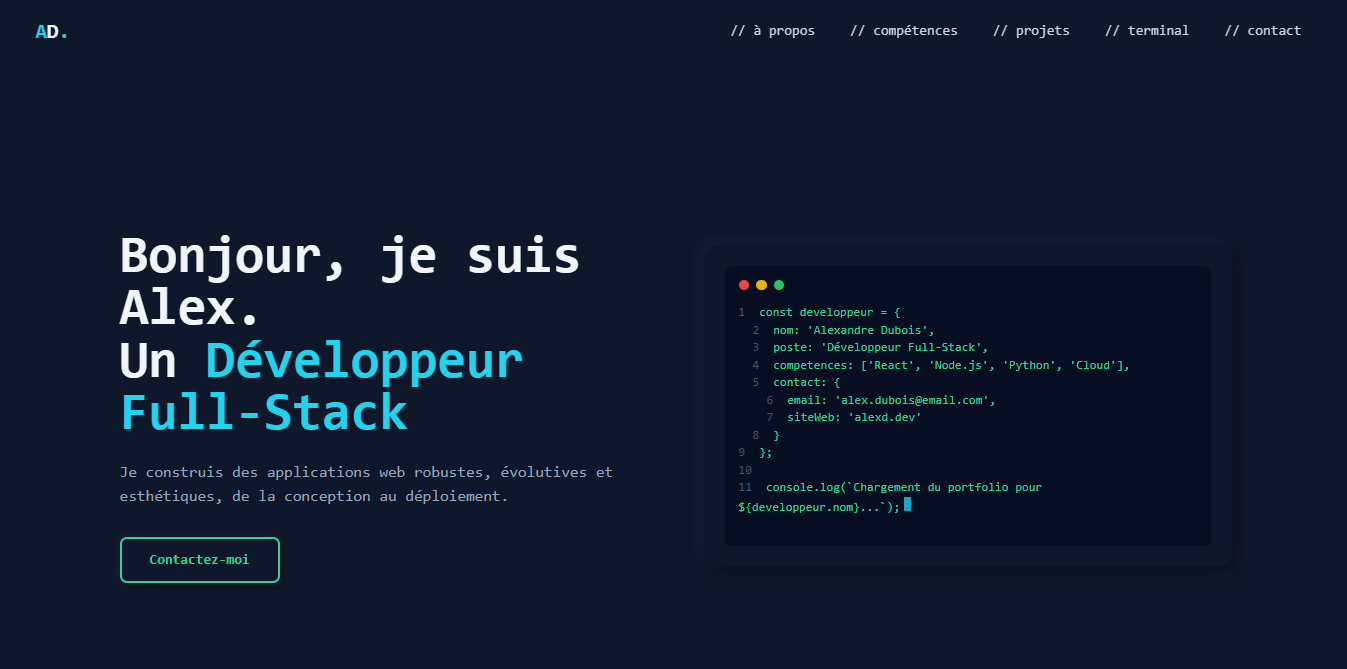 AD.
// à propos // compétences // projets // terminal // contact
Bonjour, je suis
Alex.
Un Développeur
Full-Stack
Je construis des applications web robustes, évolutives et
esthétiques, de la conception au déploiement.
Contactez-moi
1 const developpeur = {
2 nom: 'Alexandre Dubois',
3 poste: 'Développeur Full-Stack',
4 competences: ['React', 'Node.js', 'Python', 'Cloud'],
5 contact: {
6 email: 'alex.dubois@email.com',
7 siteWeb: 'alexd.dev'
8 }
9 };
10
11 console.log(`Chargement du portfolio pour
${developpeur.nom}...`);